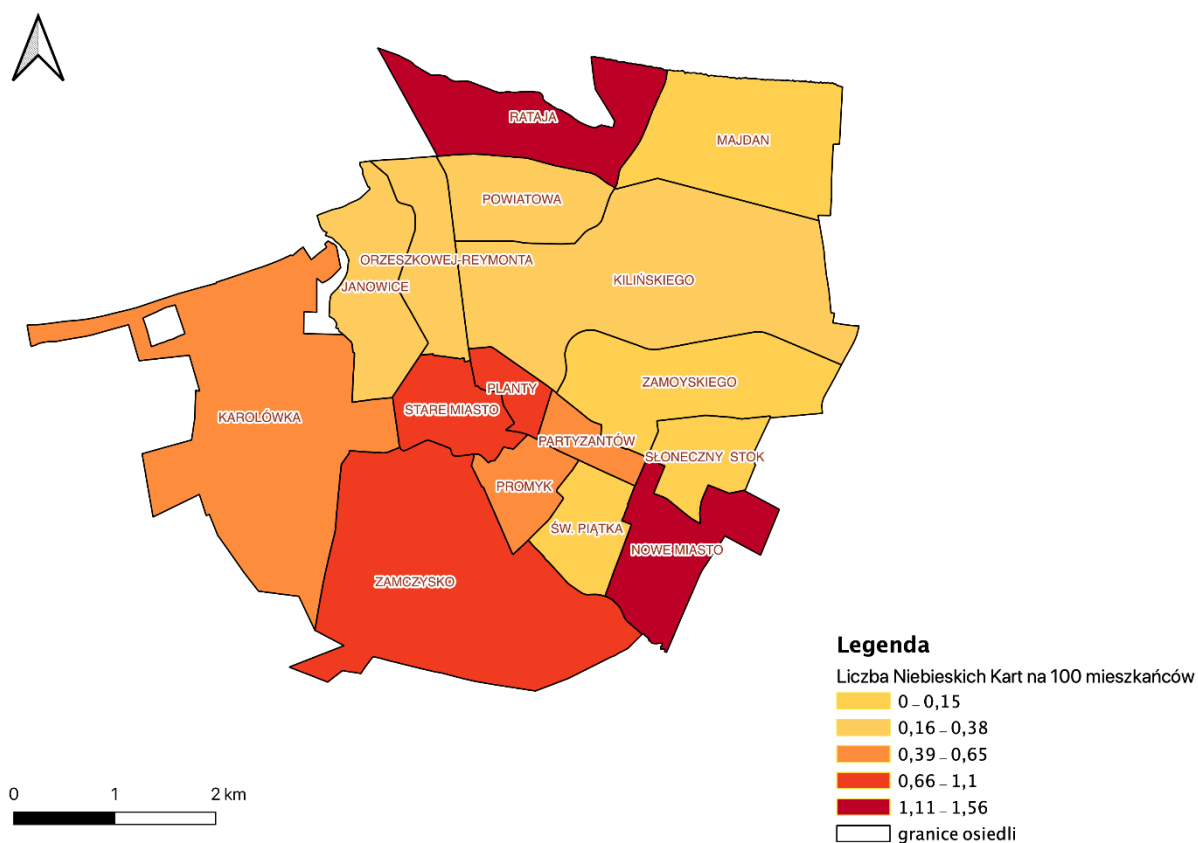 RATAJA
MAJDAN
POWIATOWA
ORZESZKOWEJ-REYMONTA
KILIŃSKIEGO
JANOWICE
ZAMOYSKIEGO
PLANTY
STARE MIASTO
KAROLÓWKA
PARTYZANTÓW
SŁONECZNY STOK
PROMYK
ŚW. PIĄTKA
NOWE MIASTO
ZAMCZYSKO
Legenda
Liczba Niebieskich Kart na 100 mieszkańców
0 – 0,15
0,16 – 0,38
0,39 – 0,65
0,66 – 1,1
1,11 – 1,56
granice osiedli
0 1 2 km